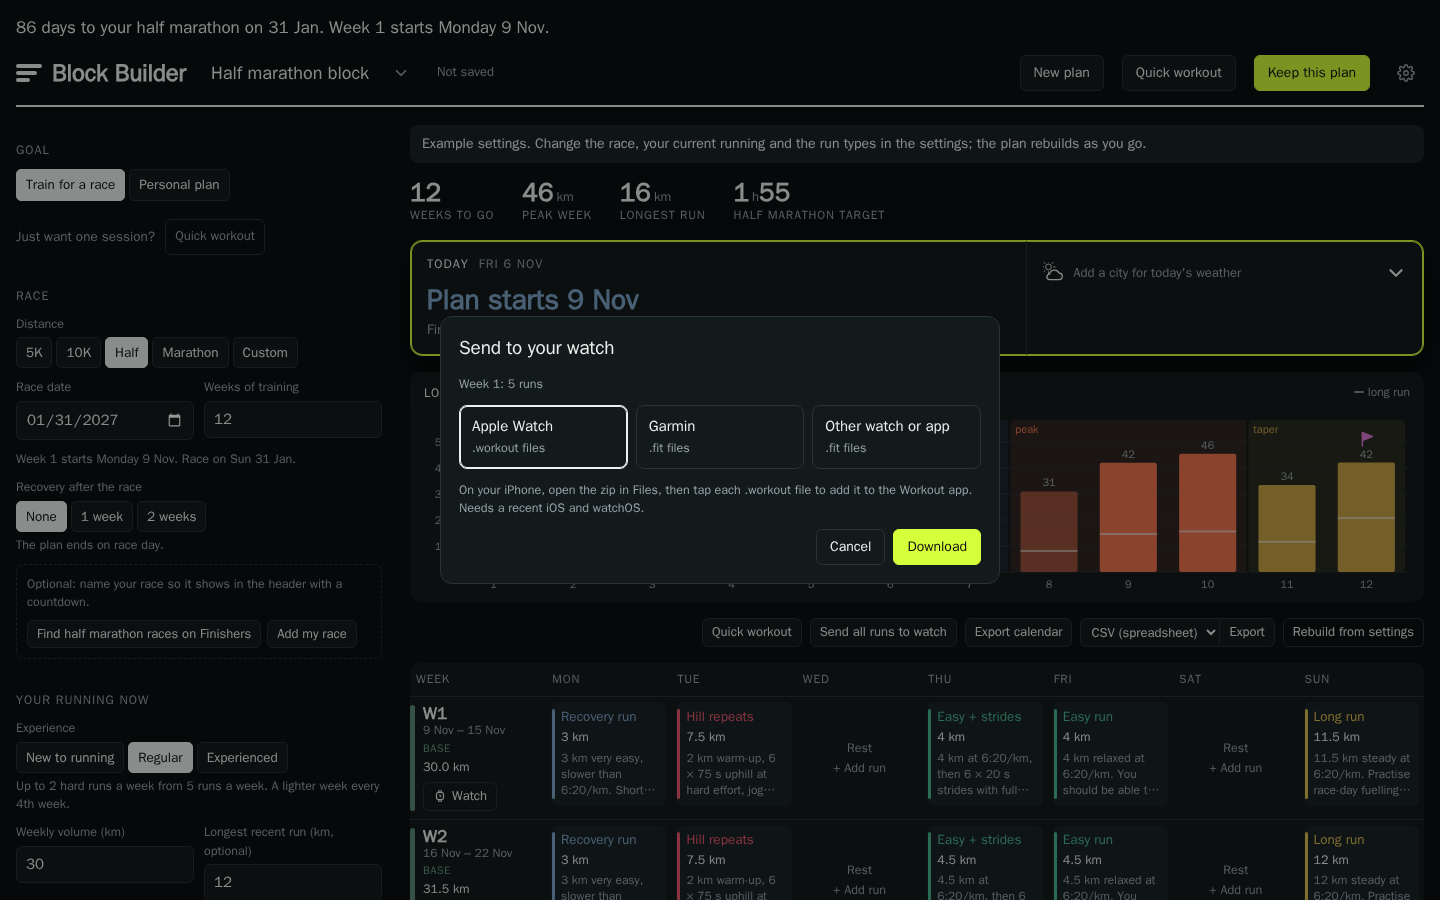 86 days to your half marathon on 31 Jan. Week 1 starts Monday 9 Nov.
Block Builder
Half marathon block
Not saved
New plan
Quick workout
Keep this plan
GOAL
Train for a race
Personal plan
Just want one session?
Quick workout
RACE
Distance
5K
10K
Half
Marathon
Custom
Race date
Weeks of training
01/31/2027
12
Week 1 starts Monday 9 Nov. Race on Sun 31 Jan.
Recovery after the race
None
1 week
2 weeks
The plan ends on race day.
Optional: name your race so it shows in the header with a
countdown.
Find half marathon races on Finishers
Add my race
YOUR RUNNING NOW
Experience
New to running
Regular
Experienced
Up to 2 hard runs a week from 5 runs a week. A lighter week every
4th week.
Weekly volume (km)
Longest recent run (km,
optional)
30
12
Example settings. Change the race, your current running and the run types in the settings; the plan rebuilds as you go.
12
WEEKS TO GO
46 km
PEAK WEEK
16 km
LONGEST RUN
1 h 55
HALF MARATHON TARGET
TODAY FRI 6 NOV
Plan starts 9 Nov
Add a city for today's weather
Send to your watch
Week 1: 5 runs
Apple Watch
.workout files
Garmin
.fit files
Other watch or app
.fit files
On your iPhone, open the zip in Files, then tap each .workout file to add it to the Workout app.
Needs a recent iOS and watchOS.
Cancel
Download
long run
peak
taper
31
42
46
34
42
8
9
10
11
12
Quick workout
Send all runs to watch
Export calendar
CSV (spreadsheet)
Export
Rebuild from settings
WEEK
MON
TUE
WED
THU
FRI
SAT
SUN
W1
9 Nov – 15 Nov
BASE
30.0 km
Watch
Recovery run
3 km
3 km very easy,
slower than
6:20/km. Short…
Hill repeats
7.5 km
2 km warm-up, 6
× 75 s uphill at
hard effort, jog…
Rest
+ Add run
Easy + strides
4 km
4 km at 6:20/km,
then 6 × 20 s
strides with full…
Easy run
4 km
4 km relaxed at
6:20/km. You
should be able t…
Rest
+ Add run
Long run
11.5 km
11.5 km steady at
6:20/km. Practise
race-day fuelling…
W2
16 Nov – 22 Nov
BASE
31.5 km
Recovery run
3 km
3 km very easy,
slower than
Hill repeats
7.5 km
2 km warm-up, 6
× 75 s uphill at
Rest
+ Add run
Easy + strides
4.5 km
4.5 km at
6:20/km, then 6
Easy run
4.5 km
4.5 km relaxed at
6:20/km. You
Rest
+ Add run
Long run
12 km
12 km steady at
6:20/km. Practise